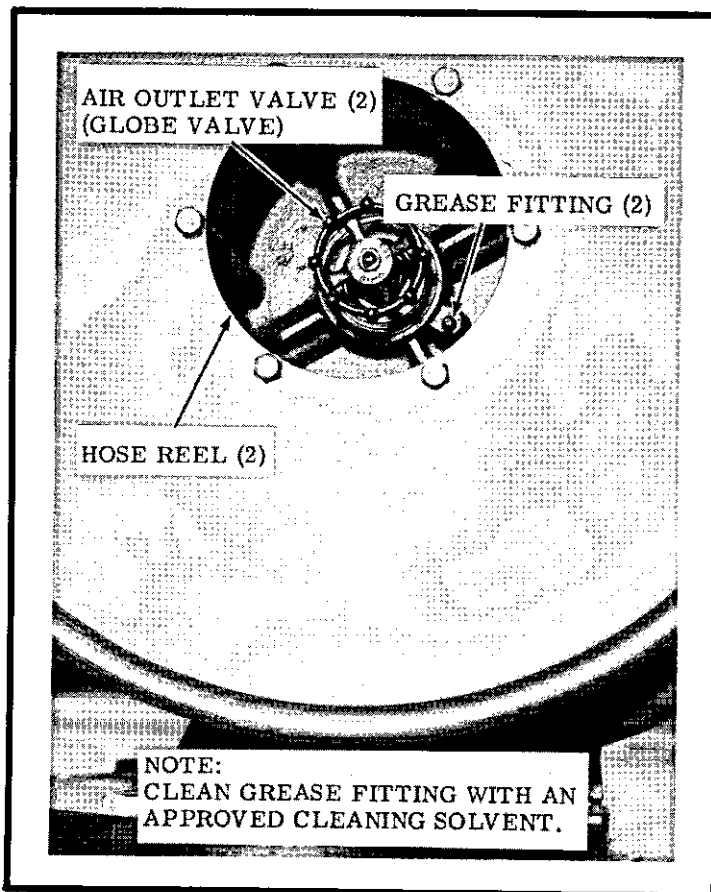 AIR OUTLET VALVE (2)
(GLOBE VALVE)
GREASE FITTING (2)
HOSE REEL (2)
NOTE:
CLEAN GREASE FITTING WITH AN
APPROVED CLEANING SOLVENT.